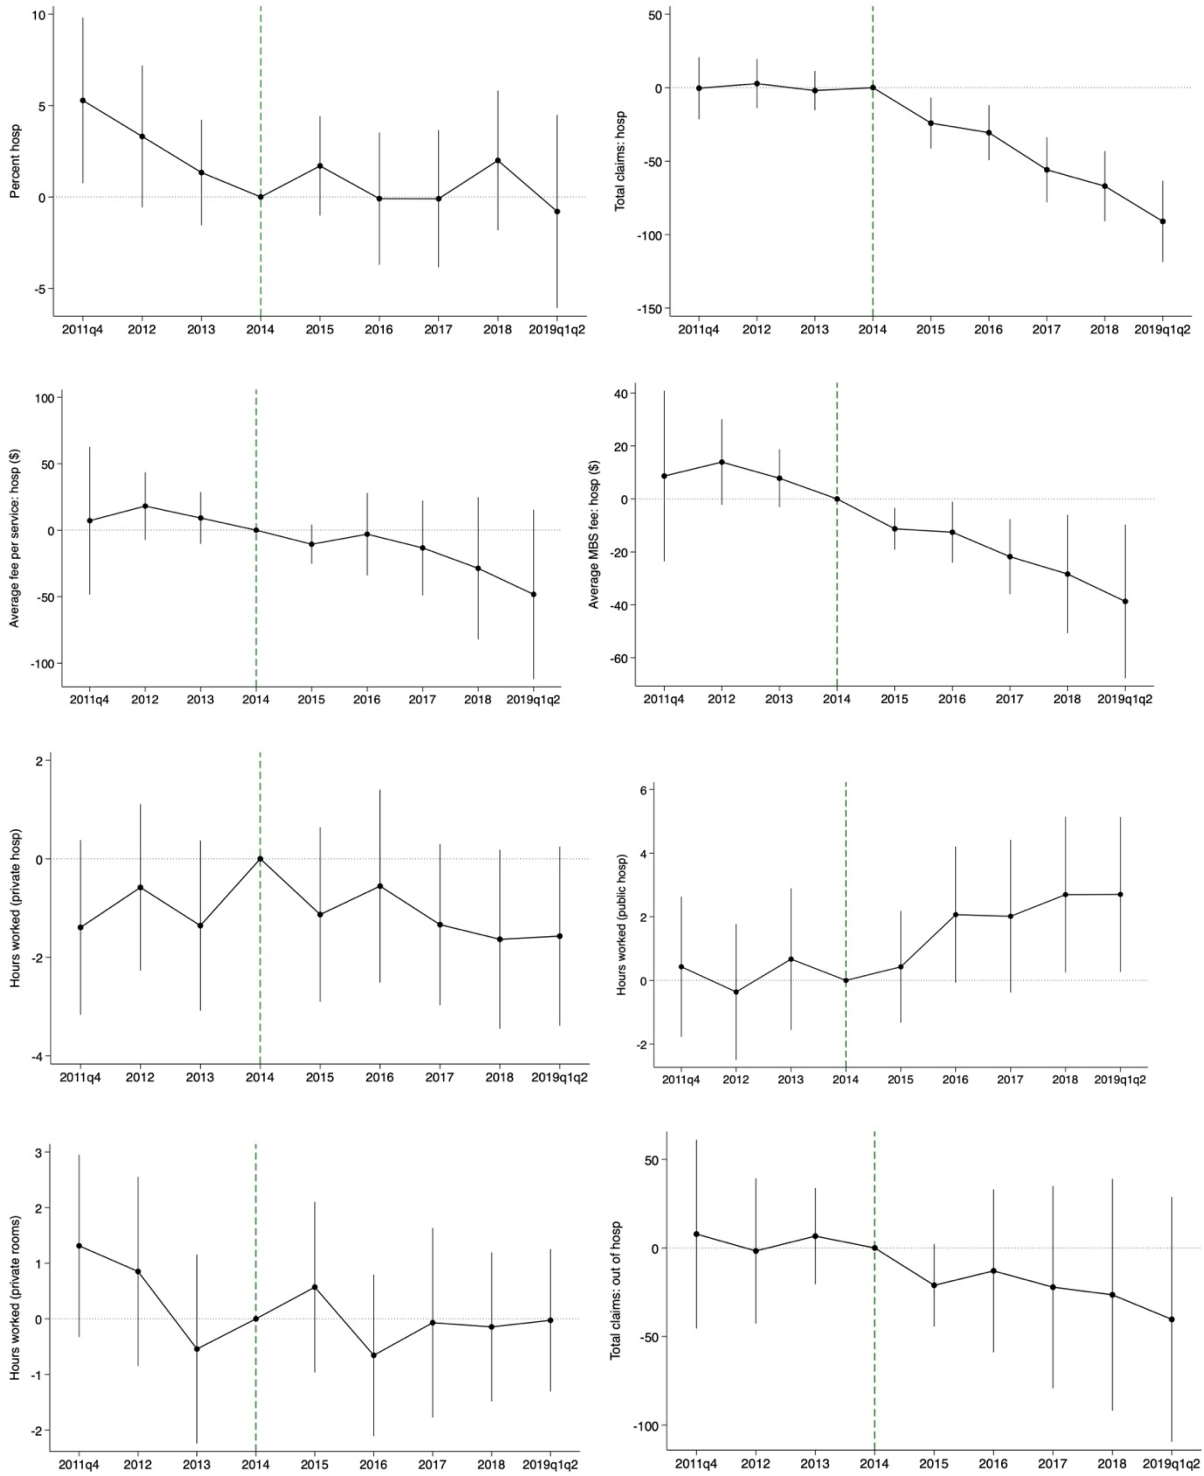 Percent hosp
10
5
0
-5
2011q4 2012 2013 2014 2015 2016 2017 2018 2019q1q2
Total claims: hosp
50
0
-50
-100
-150
2011q4 2012 2013 2014 2015 2016 2017 2018 2019q1q2
Average fee per service: hosp ($)
100
50
0
-50
-100
2011q4 2012 2013 2014 2015 2016 2017 2018 2019q1q2
Average MBS fee: hosp ($)
40
20
0
-20
-40
-60
2011q4 2012 2013 2014 2015 2016 2017 2018 2019q1q2
Hours worked (private hosp)
2
0
-2
-4
2011q4 2012 2013 2014 2015 2016 2017 2018 2019q1q2
Hours worked (public hosp)
6
4
2
0
-2
2011q4 2012 2013 2014 2015 2016 2017 2018 2019q1q2
Hours worked (private rooms)
3
2
1
0
-1
-2
2011q4 2012 2013 2014 2015 2016 2017 2018 2019q1q2
Total claims: out of hosp
50
0
-50
-100
2011q4 2012 2013 2014 2015 2016 2017 2018 2019q1q2